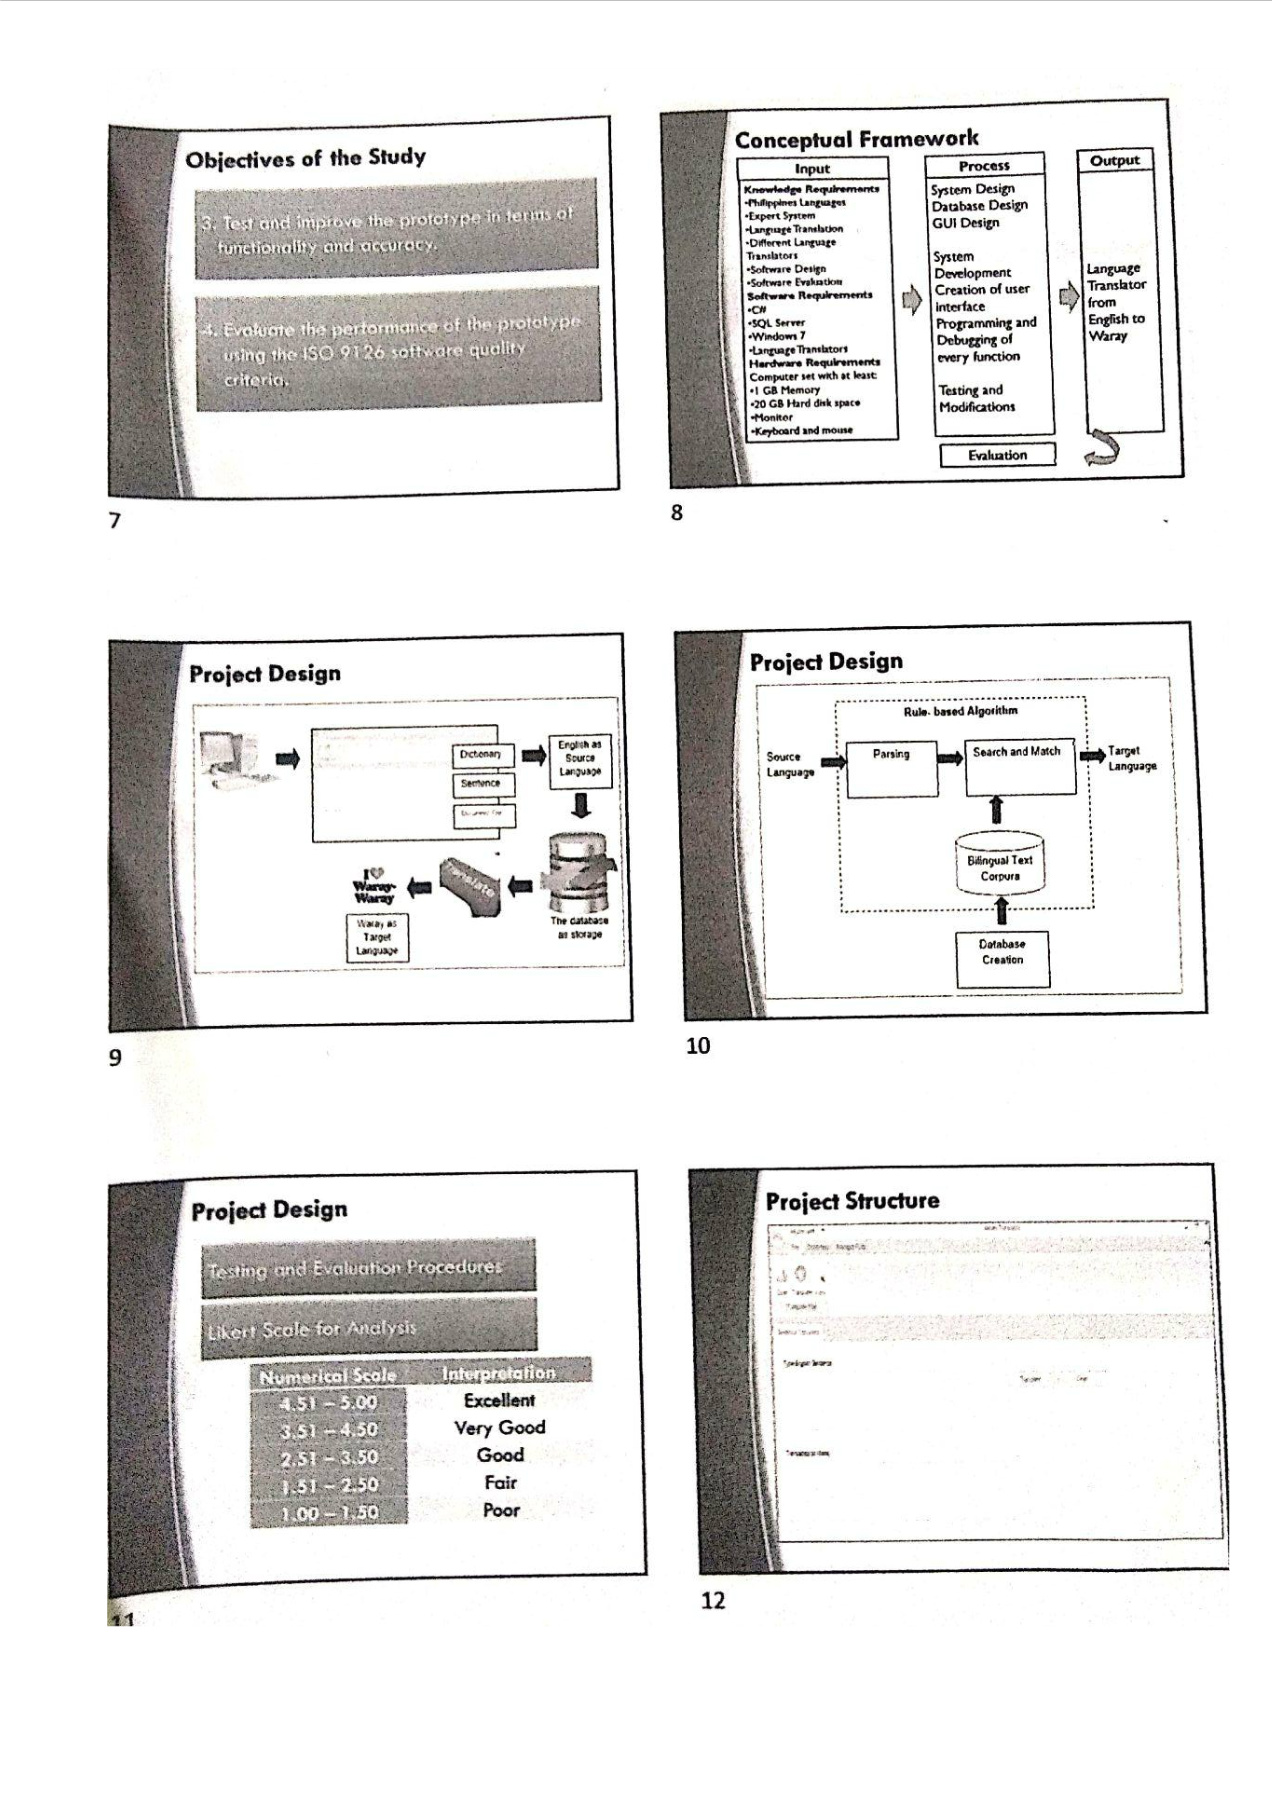 Objectives of the Study
3. Test and improve the prototype in terms of
functionality and accuracy.
4. Evaluate the performance of the prototype
using the ISO 9126 software quality
criteria.
7
Conceptual Framework
Input
Knowledge Requirements
•Philippines Languages
•Expert System
•Language Translation
•Different Language
Translators
•Software Design
•Software Evaluation
Software Requirements
•C#
•SQL Server
•Windows 7
•Language Translators
Hardware Requirements
Computer set with at least:
•1 GB Memory
•20 GB Hard disk space
•Monitor
•Keyboard and mouse
Process
System Design
Database Design
GUI Design
System
Development
Creation of user
interface
Programming and
Debugging of
every function
Testing and
Modifications
Evaluation
Output
Language
Translator
from
English to
Waray
8
Project Design
Dictionary
Sentence
English as
Source
Language
The database
as storage
Translate
I
Waray-
Waray
Waray as
Target
Language
9
Project Design
Rule- based Algorithm
Source
Language
Parsing
Search and Match
Target
Language
Bilingual Text
Corpura
Database
Creation
10
Project Design
Testing and Evaluation Procedures
Likert Scale for Analysis
Numerical Scale Interpretation
4.51 – 5.00 Excellent
3.51 – 4.50 Very Good
2.51 – 3.50 Good
1.51 – 2.50 Fair
1.00 – 1.50 Poor
11
Project Structure
12